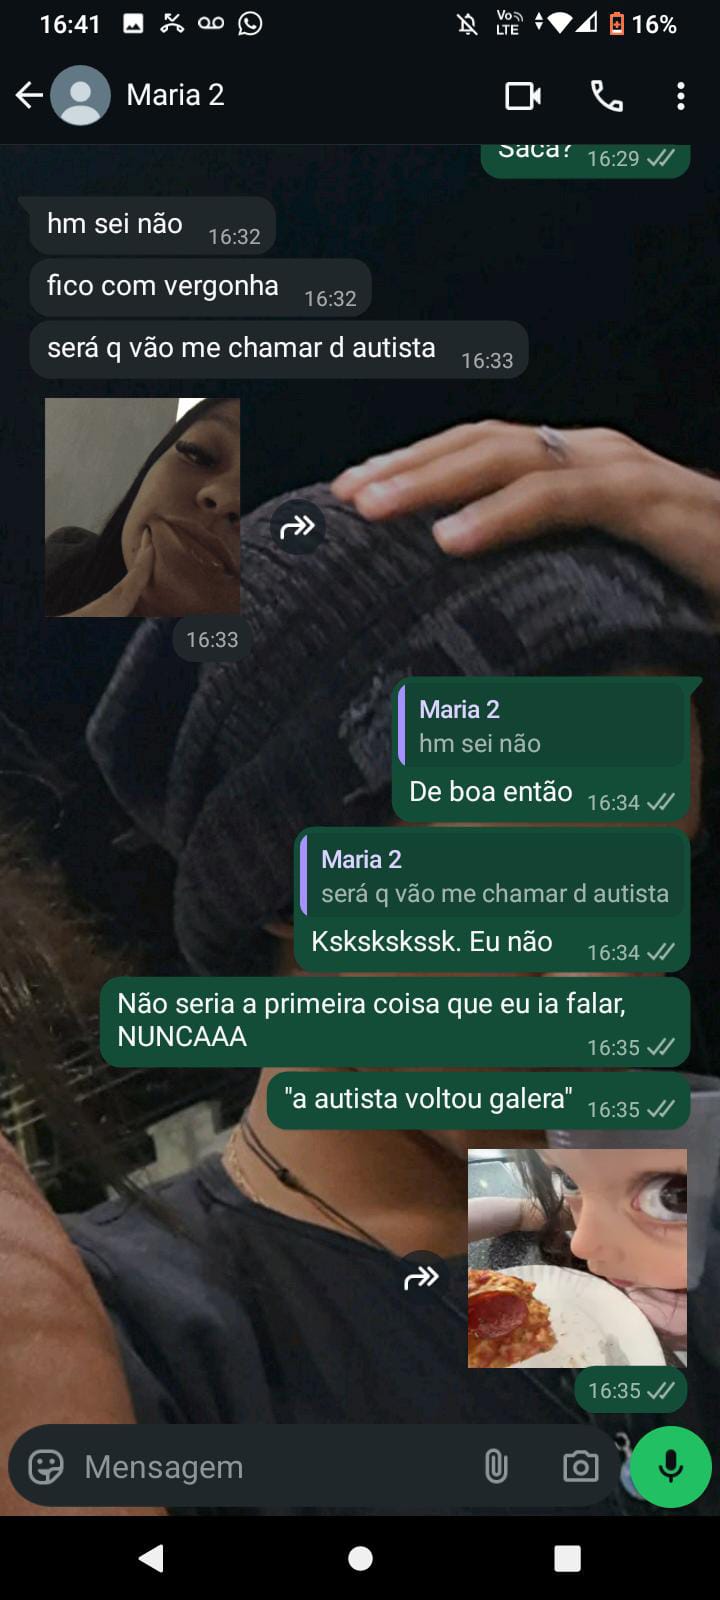 16:41
Vo
LTE
16%
Maria 2
Saca? 16:29
hm sei não 16:32
fico com vergonha 16:32
será q vão me chamar d autista 16:33
16:33
Maria 2
hm sei não
De boa então 16:34
Maria 2
será q vão me chamar d autista
Ksksksksk. Eu não 16:34
Não seria a primeira coisa que eu ia falar,
NUNCAAA 16:35
"a autista voltou galera" 16:35
16:35
Mensagem